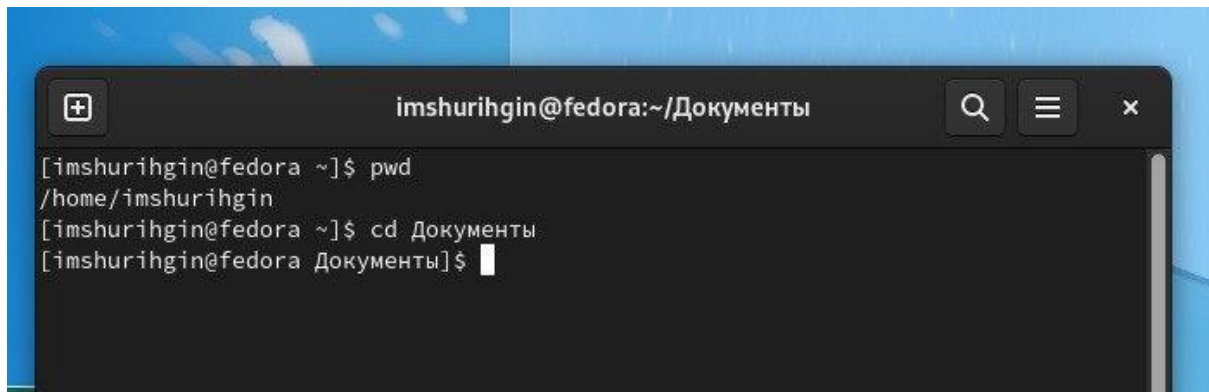 imshurihgin@fedora:~/Документы
[imshurihgin@fedora ~]$ pwd
/home/imshurihgin
[imshurihgin@fedora ~]$ cd Документы
[imshurihgin@fedora Документы]$